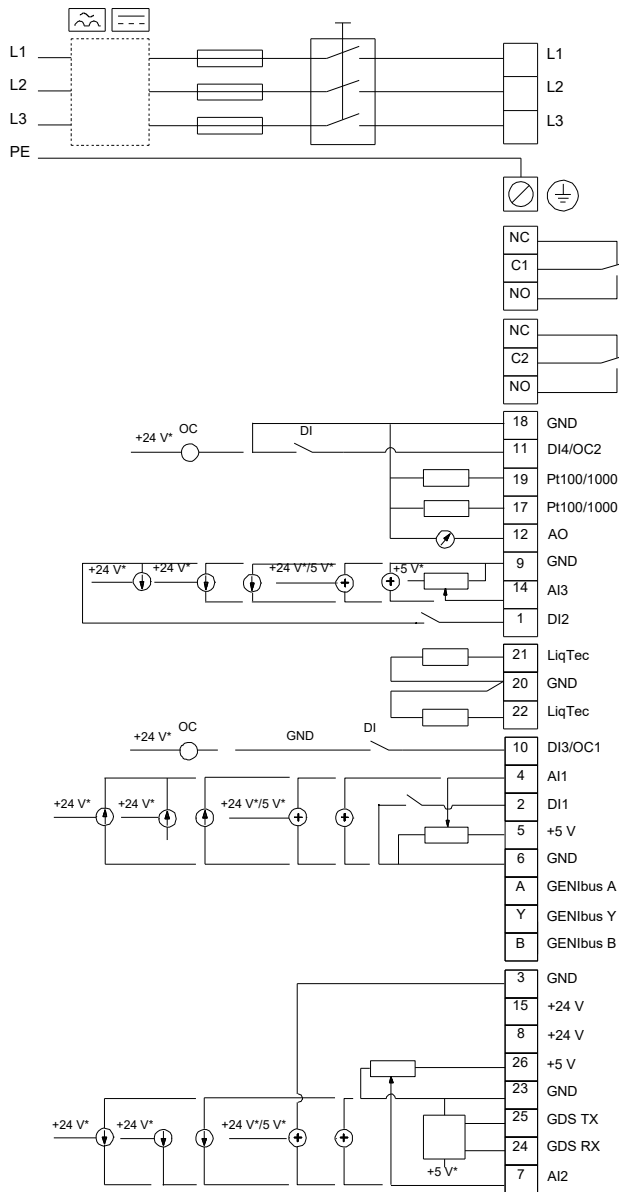 L1 L1
L2 L2
L3 L3
PE
NC
C1
NO
NC
C2
NO
18 GND
+24 V* OC DI 11 DI4/OC2
19 Pt100/1000
17 Pt100/1000
12 AO
9 GND
+24 V* +24 V* +24 V*/5 V* +5 V*
14 AI3
1 DI2
21 LiqTec
20 GND
22 LiqTec
+24 V* OC GND DI 10 DI3/OC1
4 AI1
+24 V* +24 V* +24 V*/5 V* 2 DI1
5 +5 V
6 GND
A GENIbus A
Y GENIbus Y
B GENIbus B
3 GND
15 +24 V
8 +24 V
26 +5 V
23 GND
25 GDS TX
+24 V* +24 V* +24 V*/5 V* 24 GDS RX
+5 V* 7 AI2